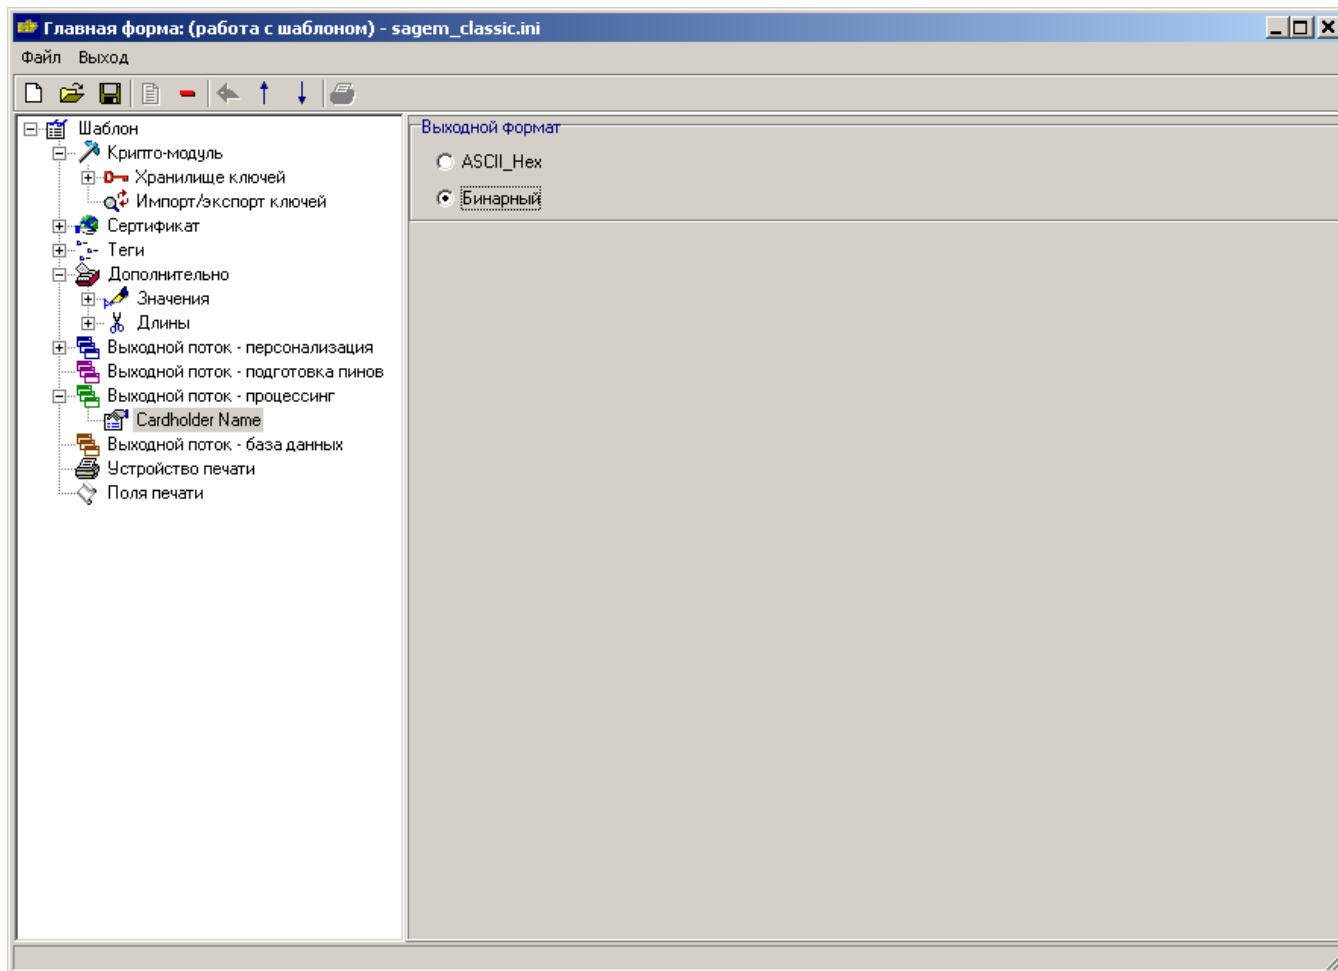 Главная форма: (работа с шаблоном) - sagem_classic.ini
Файл Выход
Шаблон
Крипто-модуль
Хранилище ключей
Импорт/экспорт ключей
Сертификат
Теги
Дополнительно
Значения
Длины
Выходной поток - персонализация
Выходной поток - подготовка пинов
Выходной поток - процессинг
Cardholder Name
Выходной поток - база данных
Устройство печати
Поля печати
Выходной формат
ASCII_Hex
Бинарный